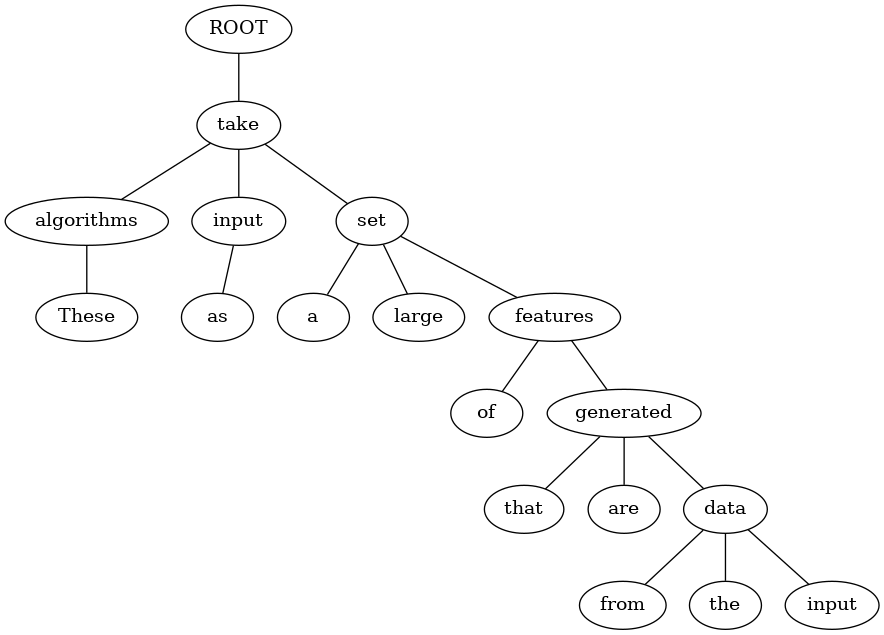 ROOT
take
algorithms input set
These as a large features
of generated
that are data
from the input